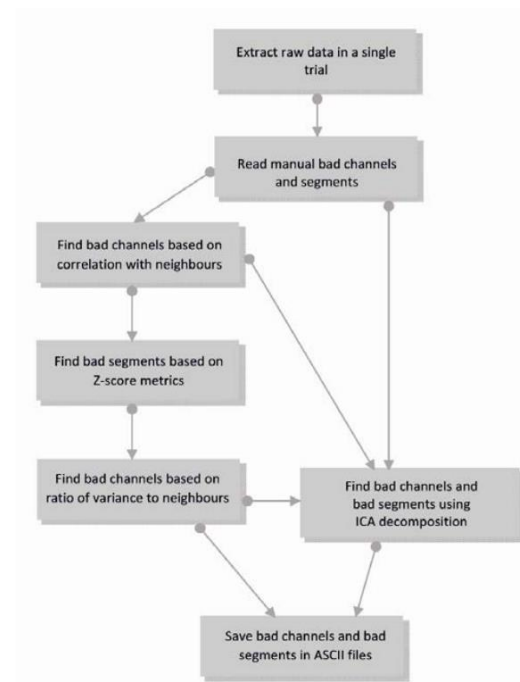 Extract raw data in a single
trial
Read manual bad channels
and segments
Find bad channels based on
correlation with neighbours
Find bad segments based on
Z-score metrics
Find bad channels based on
ratio of variance to neighbours
Find bad channels and
bad segments using
ICA decomposition
Save bad channels and bad
segments in ASCII files